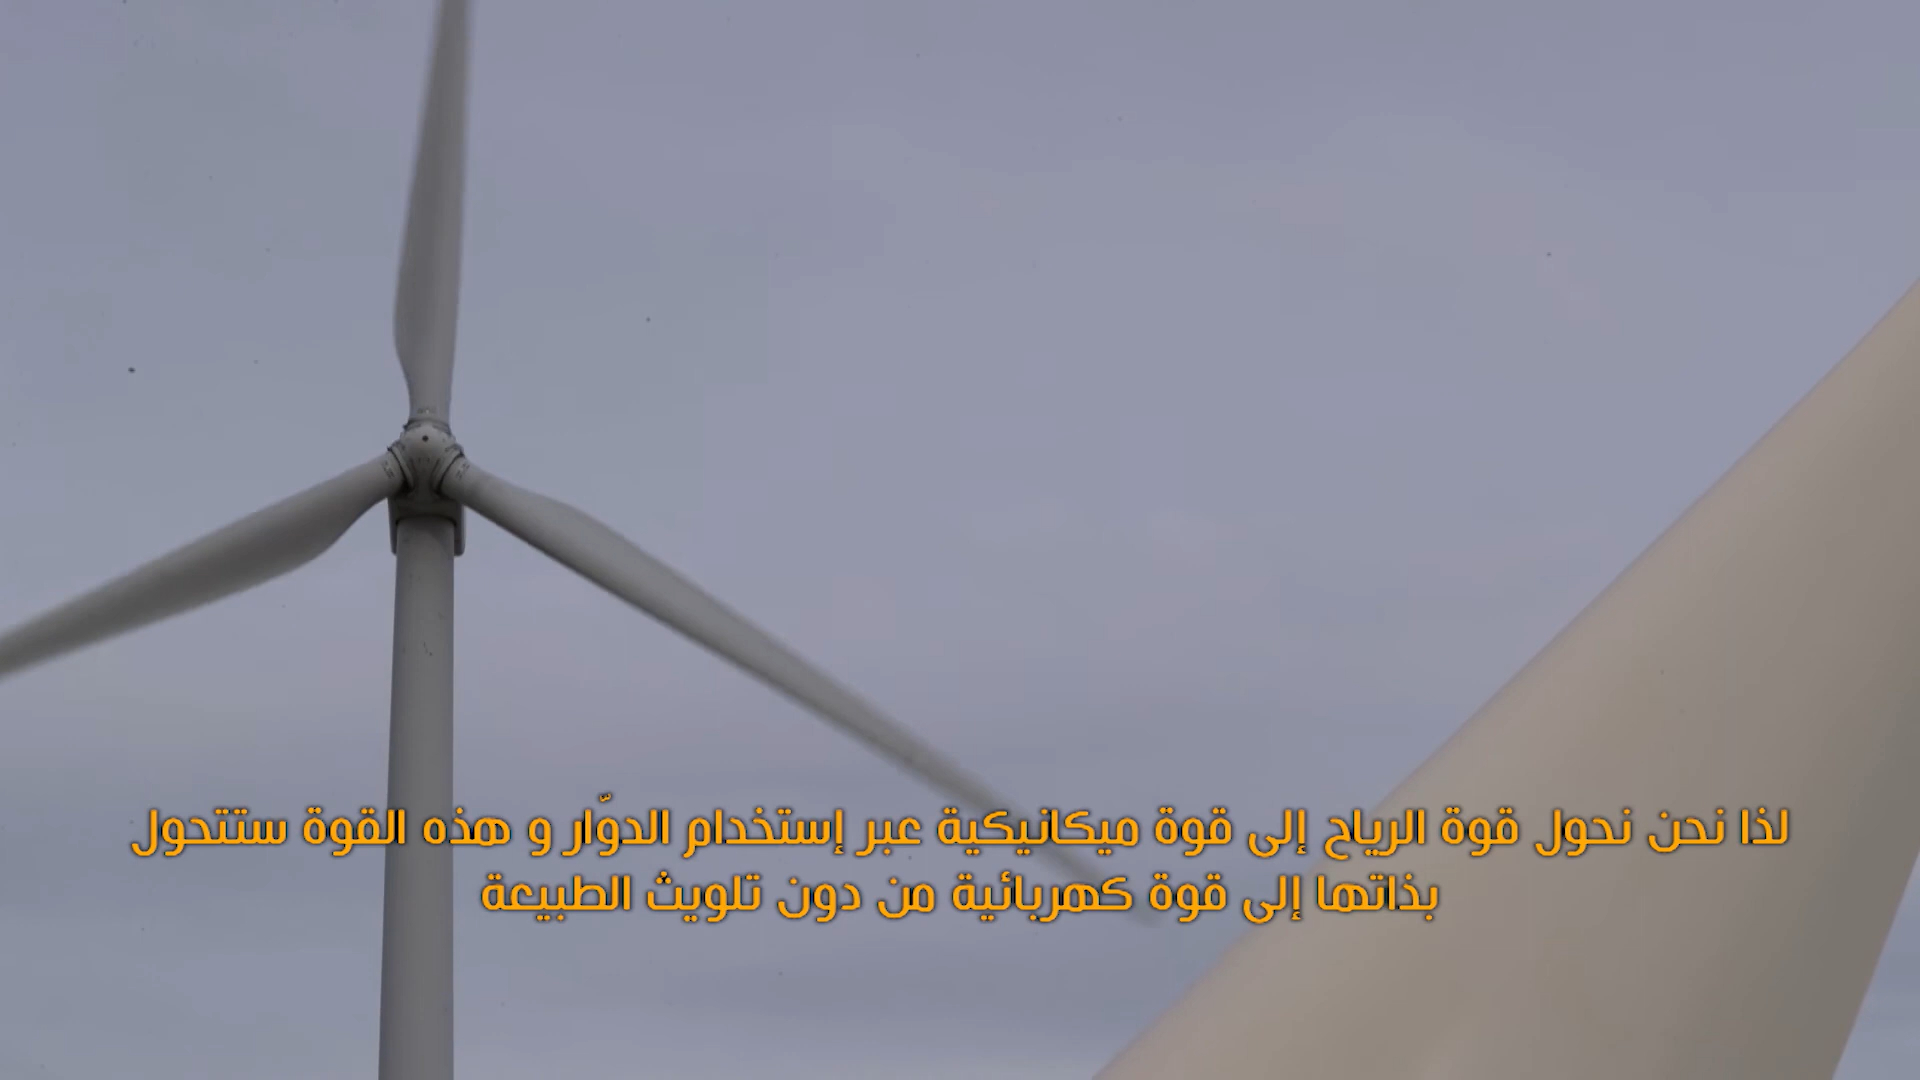 لذا نحن نحول قوة الرياح إلى قوة ميكانيكية عبر إستخدام الدوّار و هذه القوة ستتحول
بذاتها إلى قوة كهربائية من دون تلويث الطبيعة